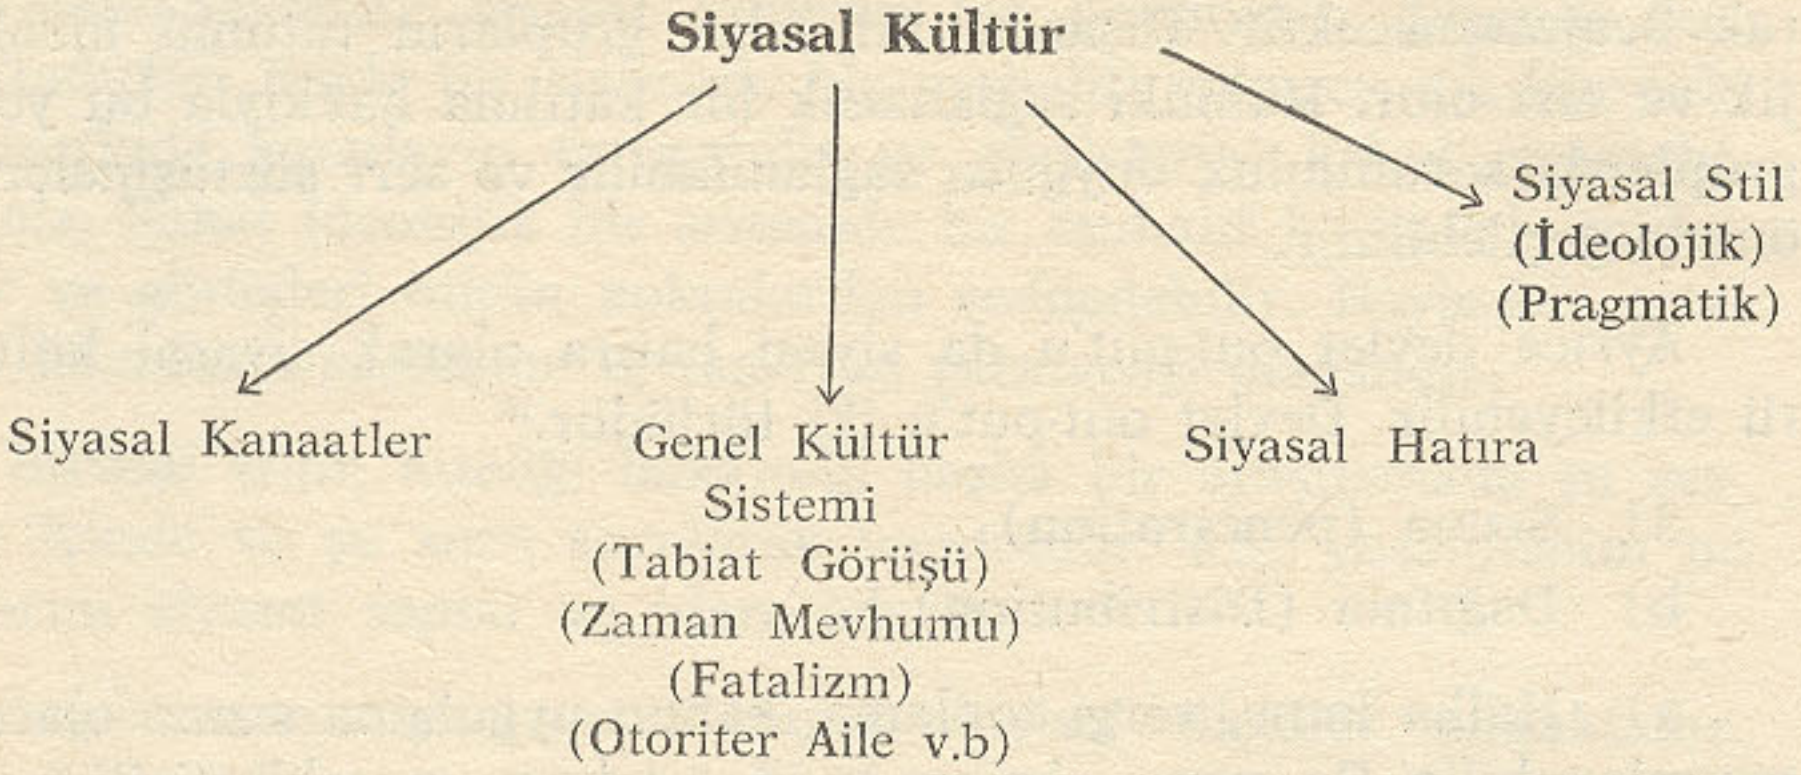 Siyasal Kültür
Siyasal Stil
(İdeolojik)
(Pragmatik)
Siyasal Kanaatler
Genel Kültür
Sistemi
(Tabiat Görüşü)
(Zaman Mevhumu)
(Fatalizm)
(Otoriter Aile v.b)
Siyasal Hatıra